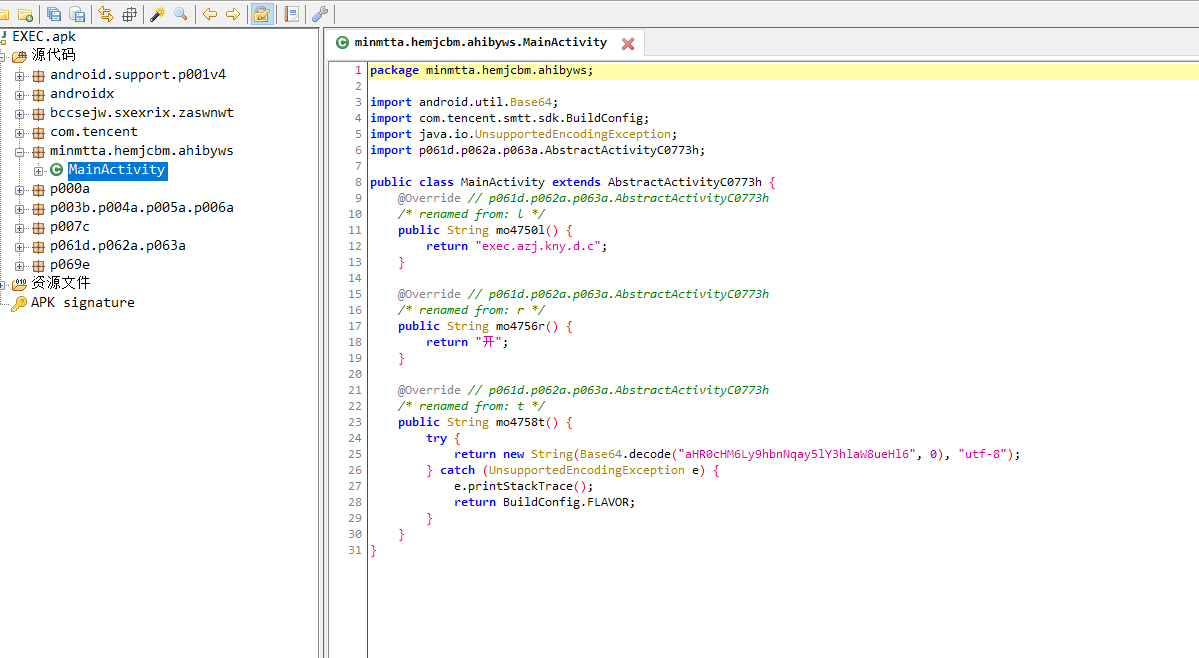 EXEC.apk
源代码
android.support.p001v4
androidx
bccsejw.sxexrix.zaswnwt
com.tencent
minmtta.hemjcbm.ahibyws
MainActivity
p000a
p003b.p004a.p005a.p006a
p007c
p061d.p062a.p063a
p069e
资源文件
APK signature
minmtta.hemjcbm.ahibyws.MainActivity
1 package minmtta.hemjcbm.ahibyws;
2
3 import android.util.Base64;
4 import com.tencent.smtt.sdk.BuildConfig;
5 import java.io.UnsupportedEncodingException;
6 import p061d.p062a.p063a.AbstractActivityC0773h;
7
8 public class MainActivity extends AbstractActivityC0773h {
9     @Override // p061d.p062a.p063a.AbstractActivityC0773h
10     /* renamed from: l */
11     public String mo4750l() {
12         return "exec.azj.kny.d.c";
13     }
14
15     @Override // p061d.p062a.p063a.AbstractActivityC0773h
16     /* renamed from: r */
17     public String mo4756r() {
18         return "开";
19     }
20
21     @Override // p061d.p062a.p063a.AbstractActivityC0773h
22     /* renamed from: t */
23     public String mo4758t() {
24         try {
25             return new String(Base64.decode("aHR0cHM6Ly9hbnNqay5lY3hlaW8ueHl6", 0), "utf-8");
26         } catch (UnsupportedEncodingException e) {
27             e.printStackTrace();
28             return BuildConfig.FLAVOR;
29         }
30     }
31 }